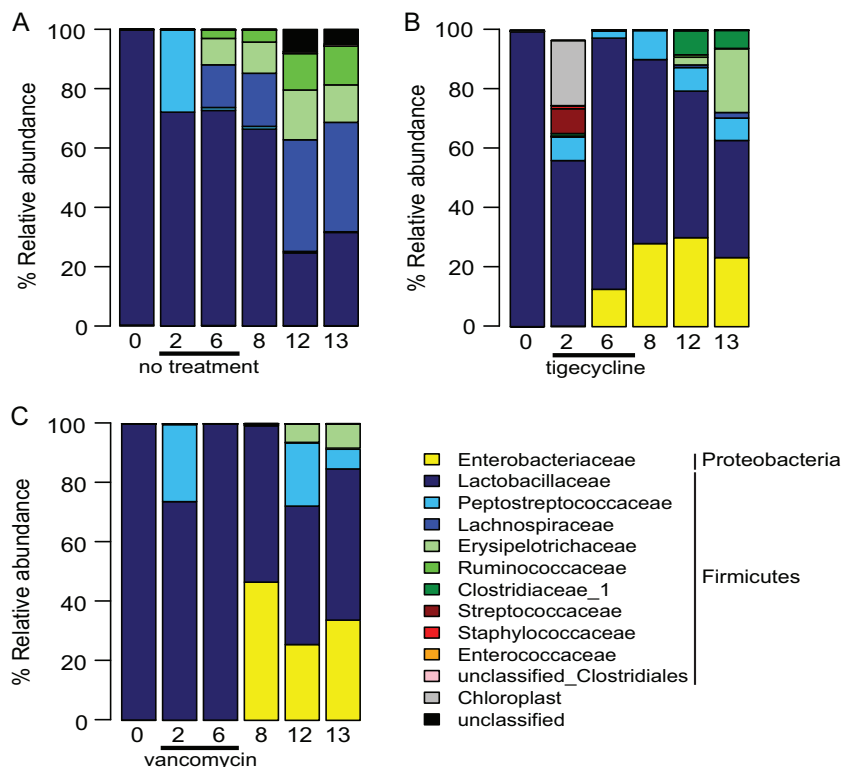 A
% Relative abundance
100
80
60
40
20
0
0 2 6 8 12 13
no treatment
B
% Relative abundance
100
80
60
40
20
0
0 2 6 8 12 13
tigecycline
C
% Relative abundance
100
80
60
40
20
0
0 2 6 8 12 13
vancomycin
Enterobacteriaceae
Proteobacteria
Lactobacillaceae
Peptostreptococcaceae
Lachnospiraceae
Erysipelotrichaceae
Ruminococcaceae
Clostridiaceae_1
Firmicutes
Streptococcaceae
Staphylococcaceae
Enterococcaceae
unclassified_Clostridiales
Chloroplast
unclassified